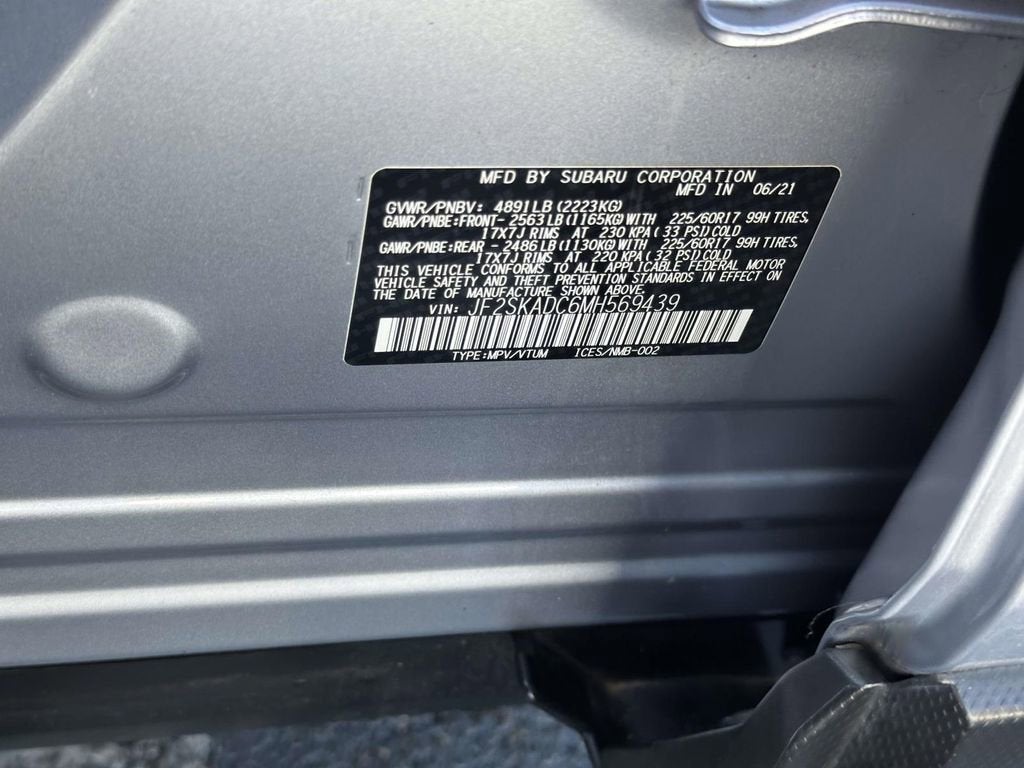 MFD BY SUBARU CORPORATION
MFD IN 06/21
GVWR/PNBV: 4891LB(2223KG)
GAWR/PNBE:FRONT-2563LB(1165KG)WITH 225/60R17 99H TIRES,
17X7J RIMS AT 230 KPA(33 PSI)COLD
GAWR/PNBE:REAR -2486LB(1130KG)WITH 225/60R17 99H TIRES,
17X7J RIMS AT 220 KPA(32 PSI)COLD
THIS VEHICLE CONFORMS TO ALL APPLICABLE FEDERAL MOTOR
VEHICLE SAFETY AND THEFT PREVENTION STANDARDS IN EFFECT ON
THE DATE OF MANUFACTURE SHOWN ABOVE.
VIN: JF2SKADC6MH569439
TYPE:MPV/VTUM ICES/NMB-002